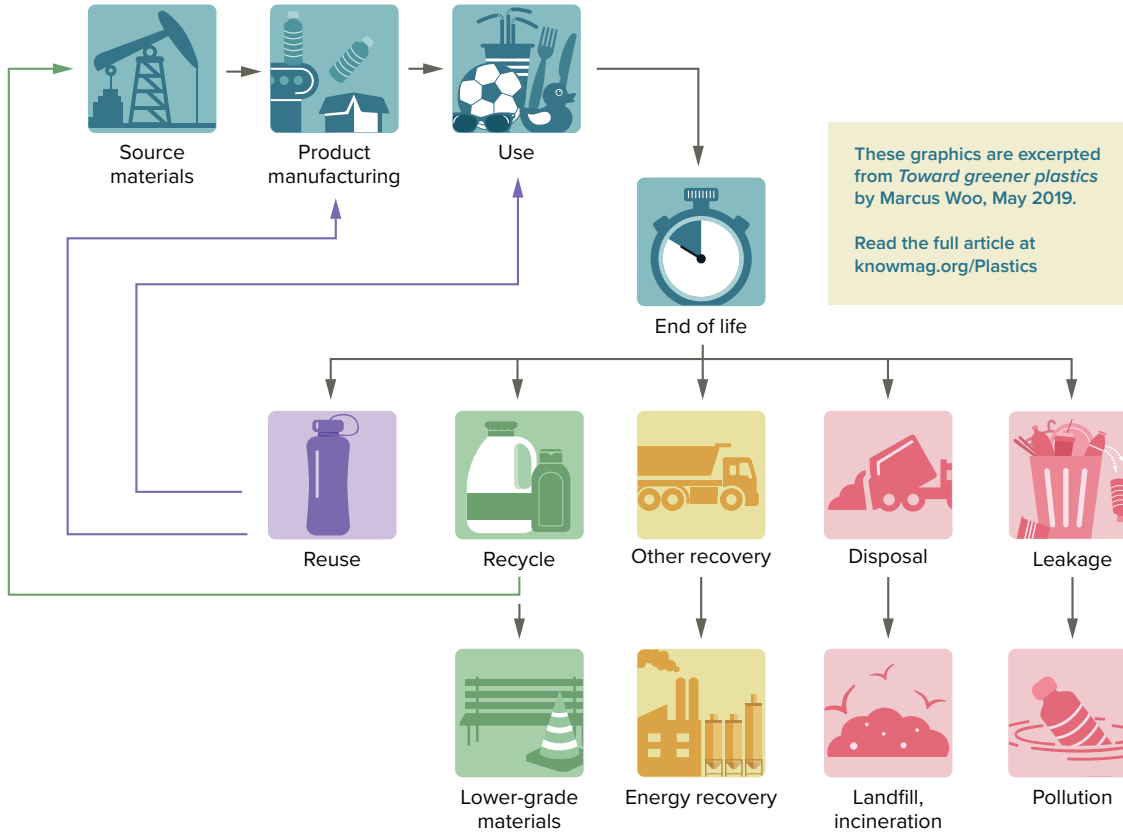 Source
materials
Product
manufacturing
Use
These graphics are excerpted
from Toward greener plastics
by Marcus Woo, May 2019.
Read the full article at
knowmag.org/Plastics
End of life
Reuse
Recycle
Other recovery
Disposal
Leakage
Lower-grade
materials
Energy recovery
Landfill,
incineration
Pollution